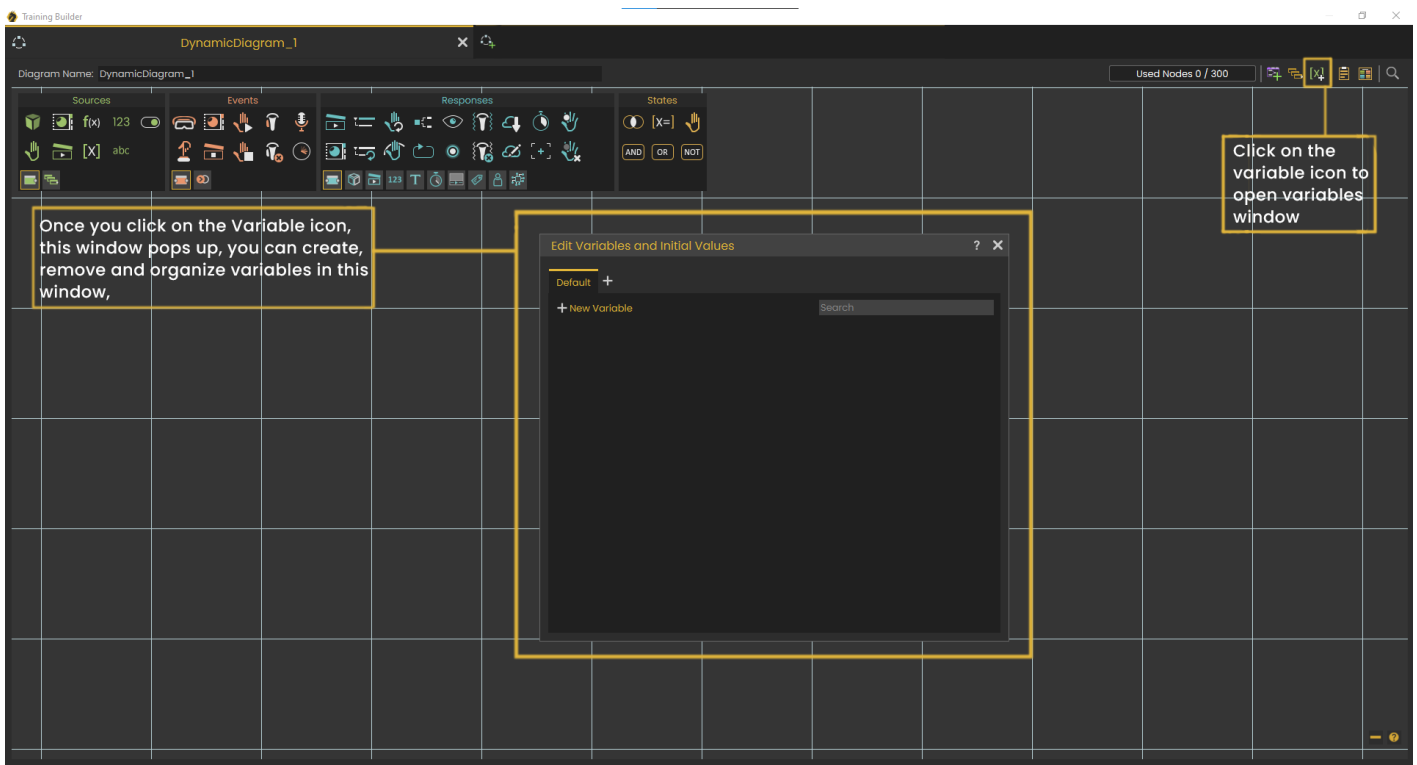 Training Builder
DynamicDiagram_1
Diagram Name: DynamicDiagram_1
Used Nodes 0 / 300
[x]
Sources
Events
Responses
States
f(x) 123
[X=]
[X] abc
[+]
AND OR NOT
123 T
Click on the
variable icon to
open variables
window
Once you click on the Variable icon,
this window pops up, you can create,
remove and organize variables in this
window,
Edit Variables and Initial Values ?
Default +
+ New Variable
Search
?